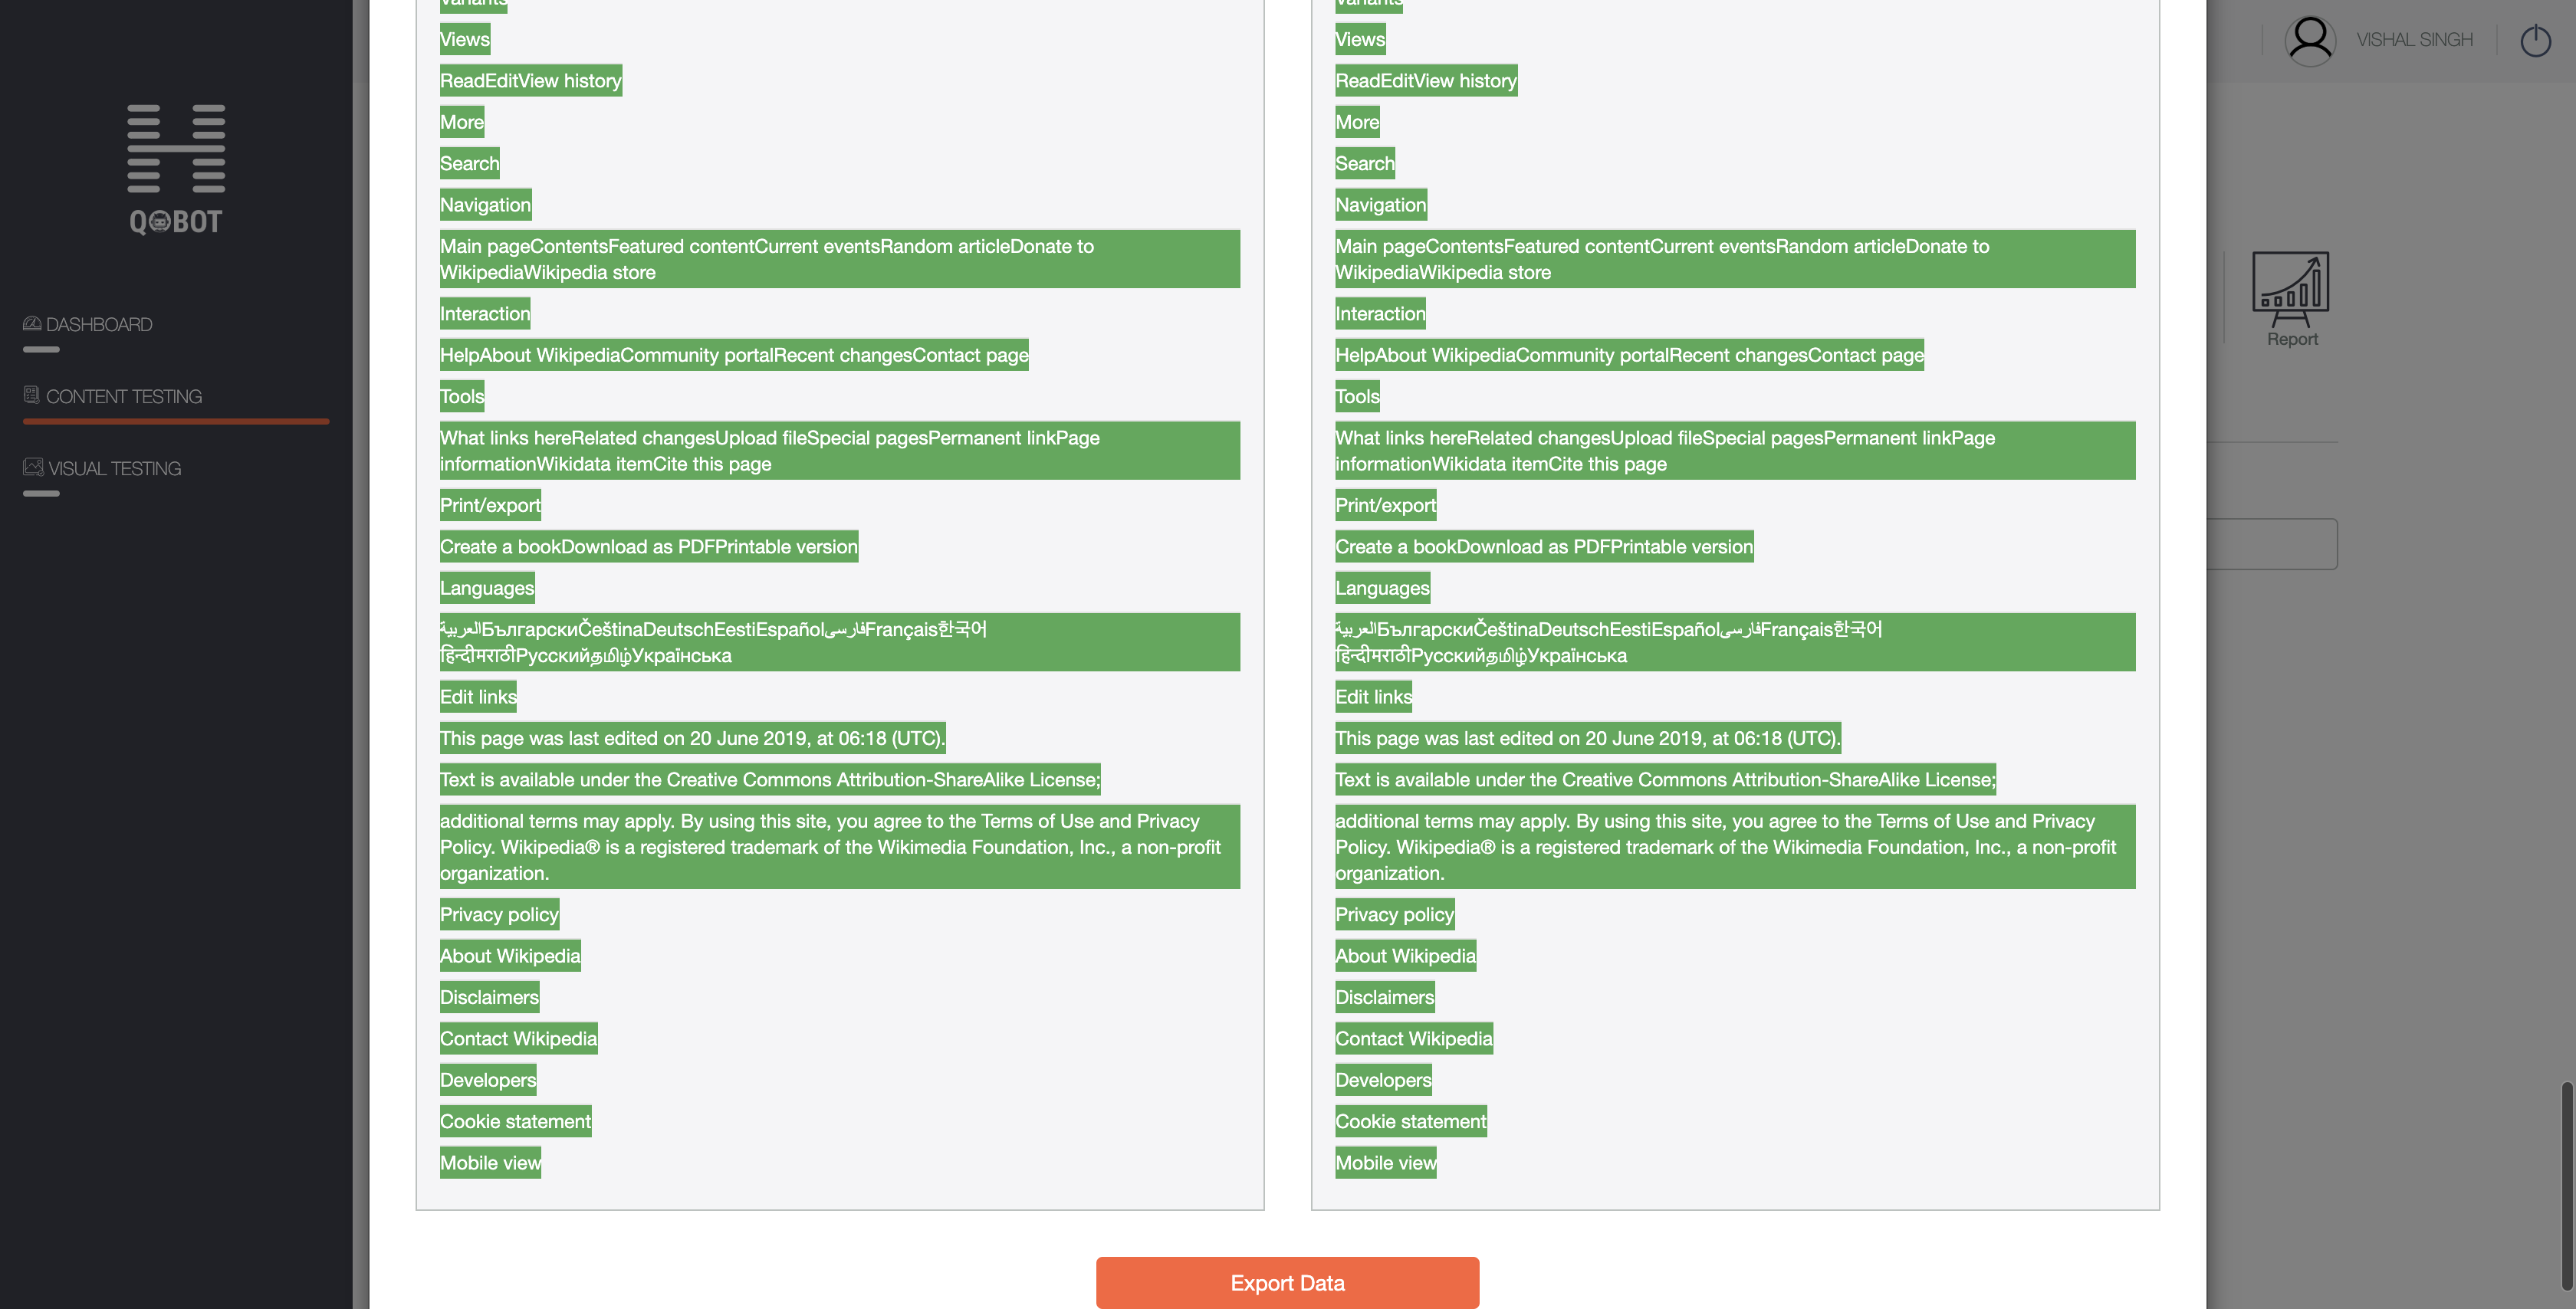 QOBOT
DASHBOARD
CONTENT TESTING
VISUAL TESTING
Variants
Views
ReadEditView history
More
Search
Navigation
Main pageContentsFeatured contentCurrent eventsRandom articleDonate to
WikipediaWikipedia store
Interaction
HelpAbout WikipediaCommunity portalRecent changesContact page
Tools
What links hereRelated changesUpload fileSpecial pagesPermanent linkPage
informationWikidata itemCite this page
Print/export
Create a bookDownload as PDFPrintable version
Languages
العربيةБългарскиČeštinaDeutschEestiEspañolفارسیFrançais한국어
हिन्दीमराठीРусскийதமிழ்Українська
Edit links
This page was last edited on 20 June 2019, at 06:18 (UTC).
Text is available under the Creative Commons Attribution-ShareAlike License;
additional terms may apply. By using this site, you agree to the Terms of Use and Privacy
Policy. Wikipedia® is a registered trademark of the Wikimedia Foundation, Inc., a non-profit
organization.
Privacy policy
About Wikipedia
Disclaimers
Contact Wikipedia
Developers
Cookie statement
Mobile view
Variants
Views
ReadEditView history
More
Search
Navigation
Main pageContentsFeatured contentCurrent eventsRandom articleDonate to
WikipediaWikipedia store
Interaction
HelpAbout WikipediaCommunity portalRecent changesContact page
Tools
What links hereRelated changesUpload fileSpecial pagesPermanent linkPage
informationWikidata itemCite this page
Print/export
Create a bookDownload as PDFPrintable version
Languages
العربيةБългарскиČeštinaDeutschEestiEspañolفارسیFrançais한국어
हिन्दीमराठीРусскийதமிழ்Українська
Edit links
This page was last edited on 20 June 2019, at 06:18 (UTC).
Text is available under the Creative Commons Attribution-ShareAlike License;
additional terms may apply. By using this site, you agree to the Terms of Use and Privacy
Policy. Wikipedia® is a registered trademark of the Wikimedia Foundation, Inc., a non-profit
organization.
Privacy policy
About Wikipedia
Disclaimers
Contact Wikipedia
Developers
Cookie statement
Mobile view
Export Data
VISHAL SINGH
Report